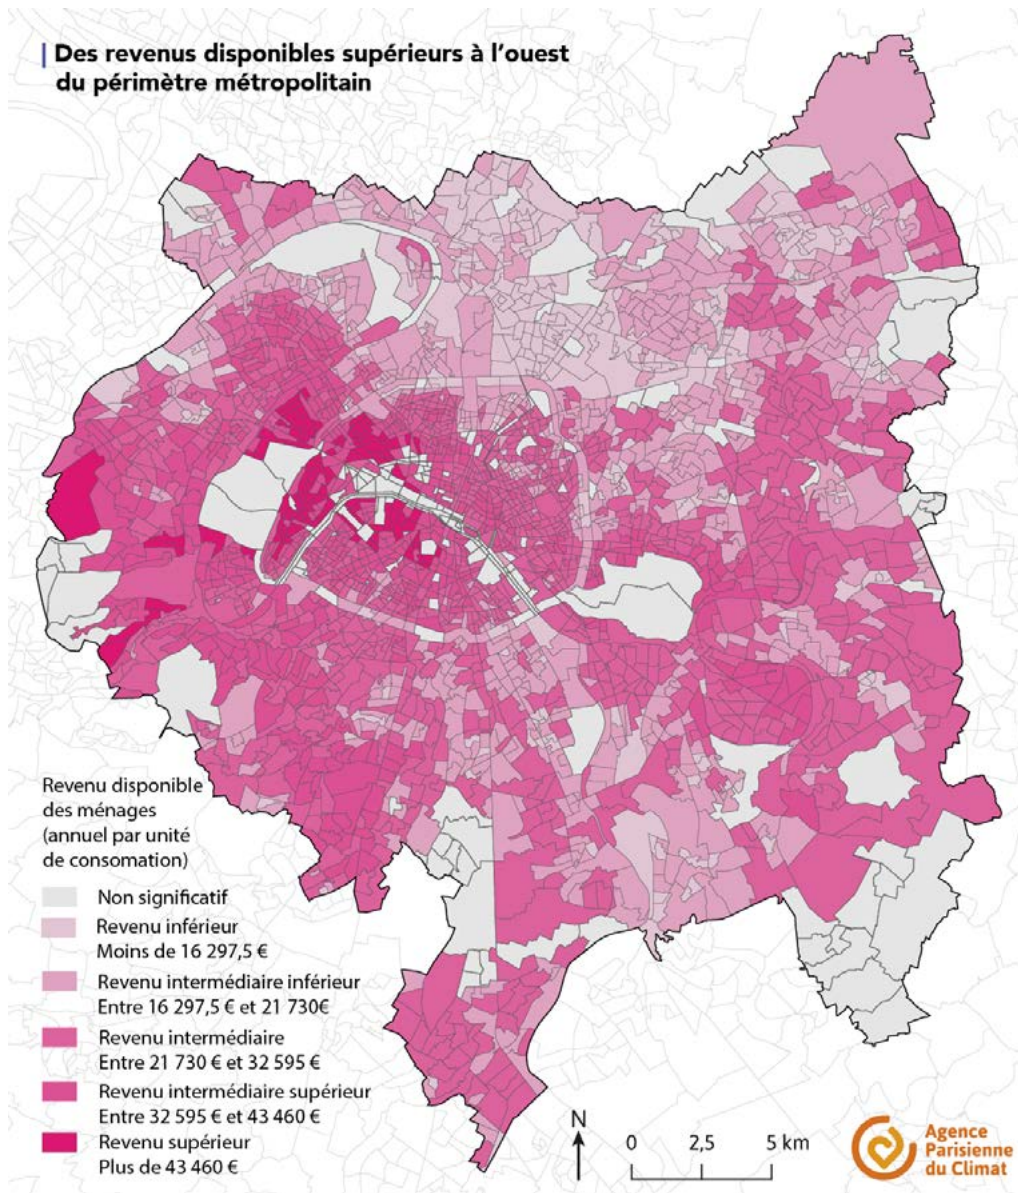 Des revenus disponibles supérieurs à l'ouest
du périmètre métropolitain
Revenu disponible
des ménages
(annuel par unité
de consomation)
Non significatif
Revenu inférieur
Moins de 16 297,5 €
Revenu intermédiaire inférieur
Entre 16 297,5 € et 21 730€
Revenu intermédiaire
Entre 21 730 € et 32 595 €
Revenu intermédiaire supérieur
Entre 32 595 € et 43 460 €
Revenu supérieur
Plus de 43 460 €
N
0 2,5 5 km
Agence
Parisienne
du Climat